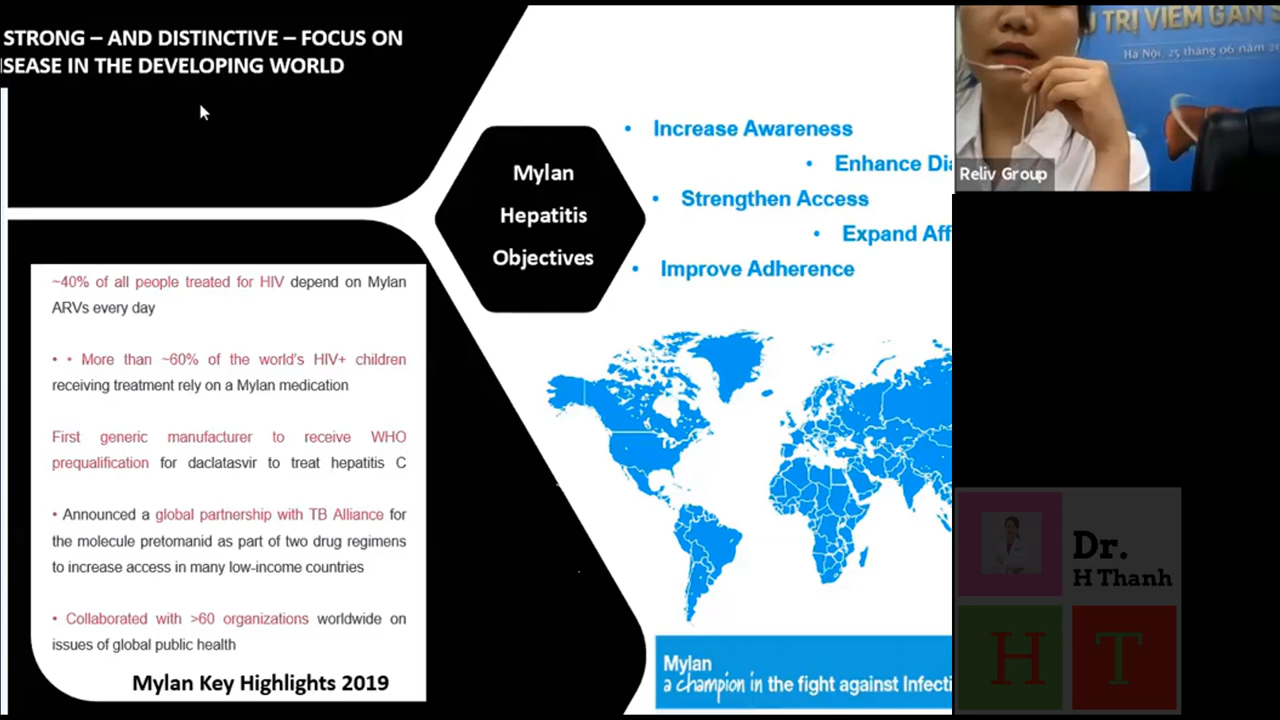 STRONG – AND DISTINCTIVE – FOCUS ON
ISEASE IN THE DEVELOPING WORLD
Mylan
Hepatitis
Objectives
• Increase Awareness
• Enhance Dia
• Strengthen Access
• Expand Aff
• Improve Adherence
~40% of all people treated for HIV depend on Mylan
ARVs every day
• • More than ~60% of the world's HIV+ children
receiving treatment rely on a Mylan medication
First generic manufacturer to receive WHO
prequalification for daclatasvir to treat hepatitis C
• Announced a global partnership with TB Alliance for
the molecule pretomanid as part of two drug regimens
to increase access in many low-income countries
• Collaborated with >60 organizations worldwide on
issues of global public health
Mylan Key Highlights 2019
Mylan
a champion in the fight against Infecti
TRỊ VIÊM GAN S
Hà Nội, 25 tháng 06 năm 2
Reliv Group
Dr.
H Thanh
H T